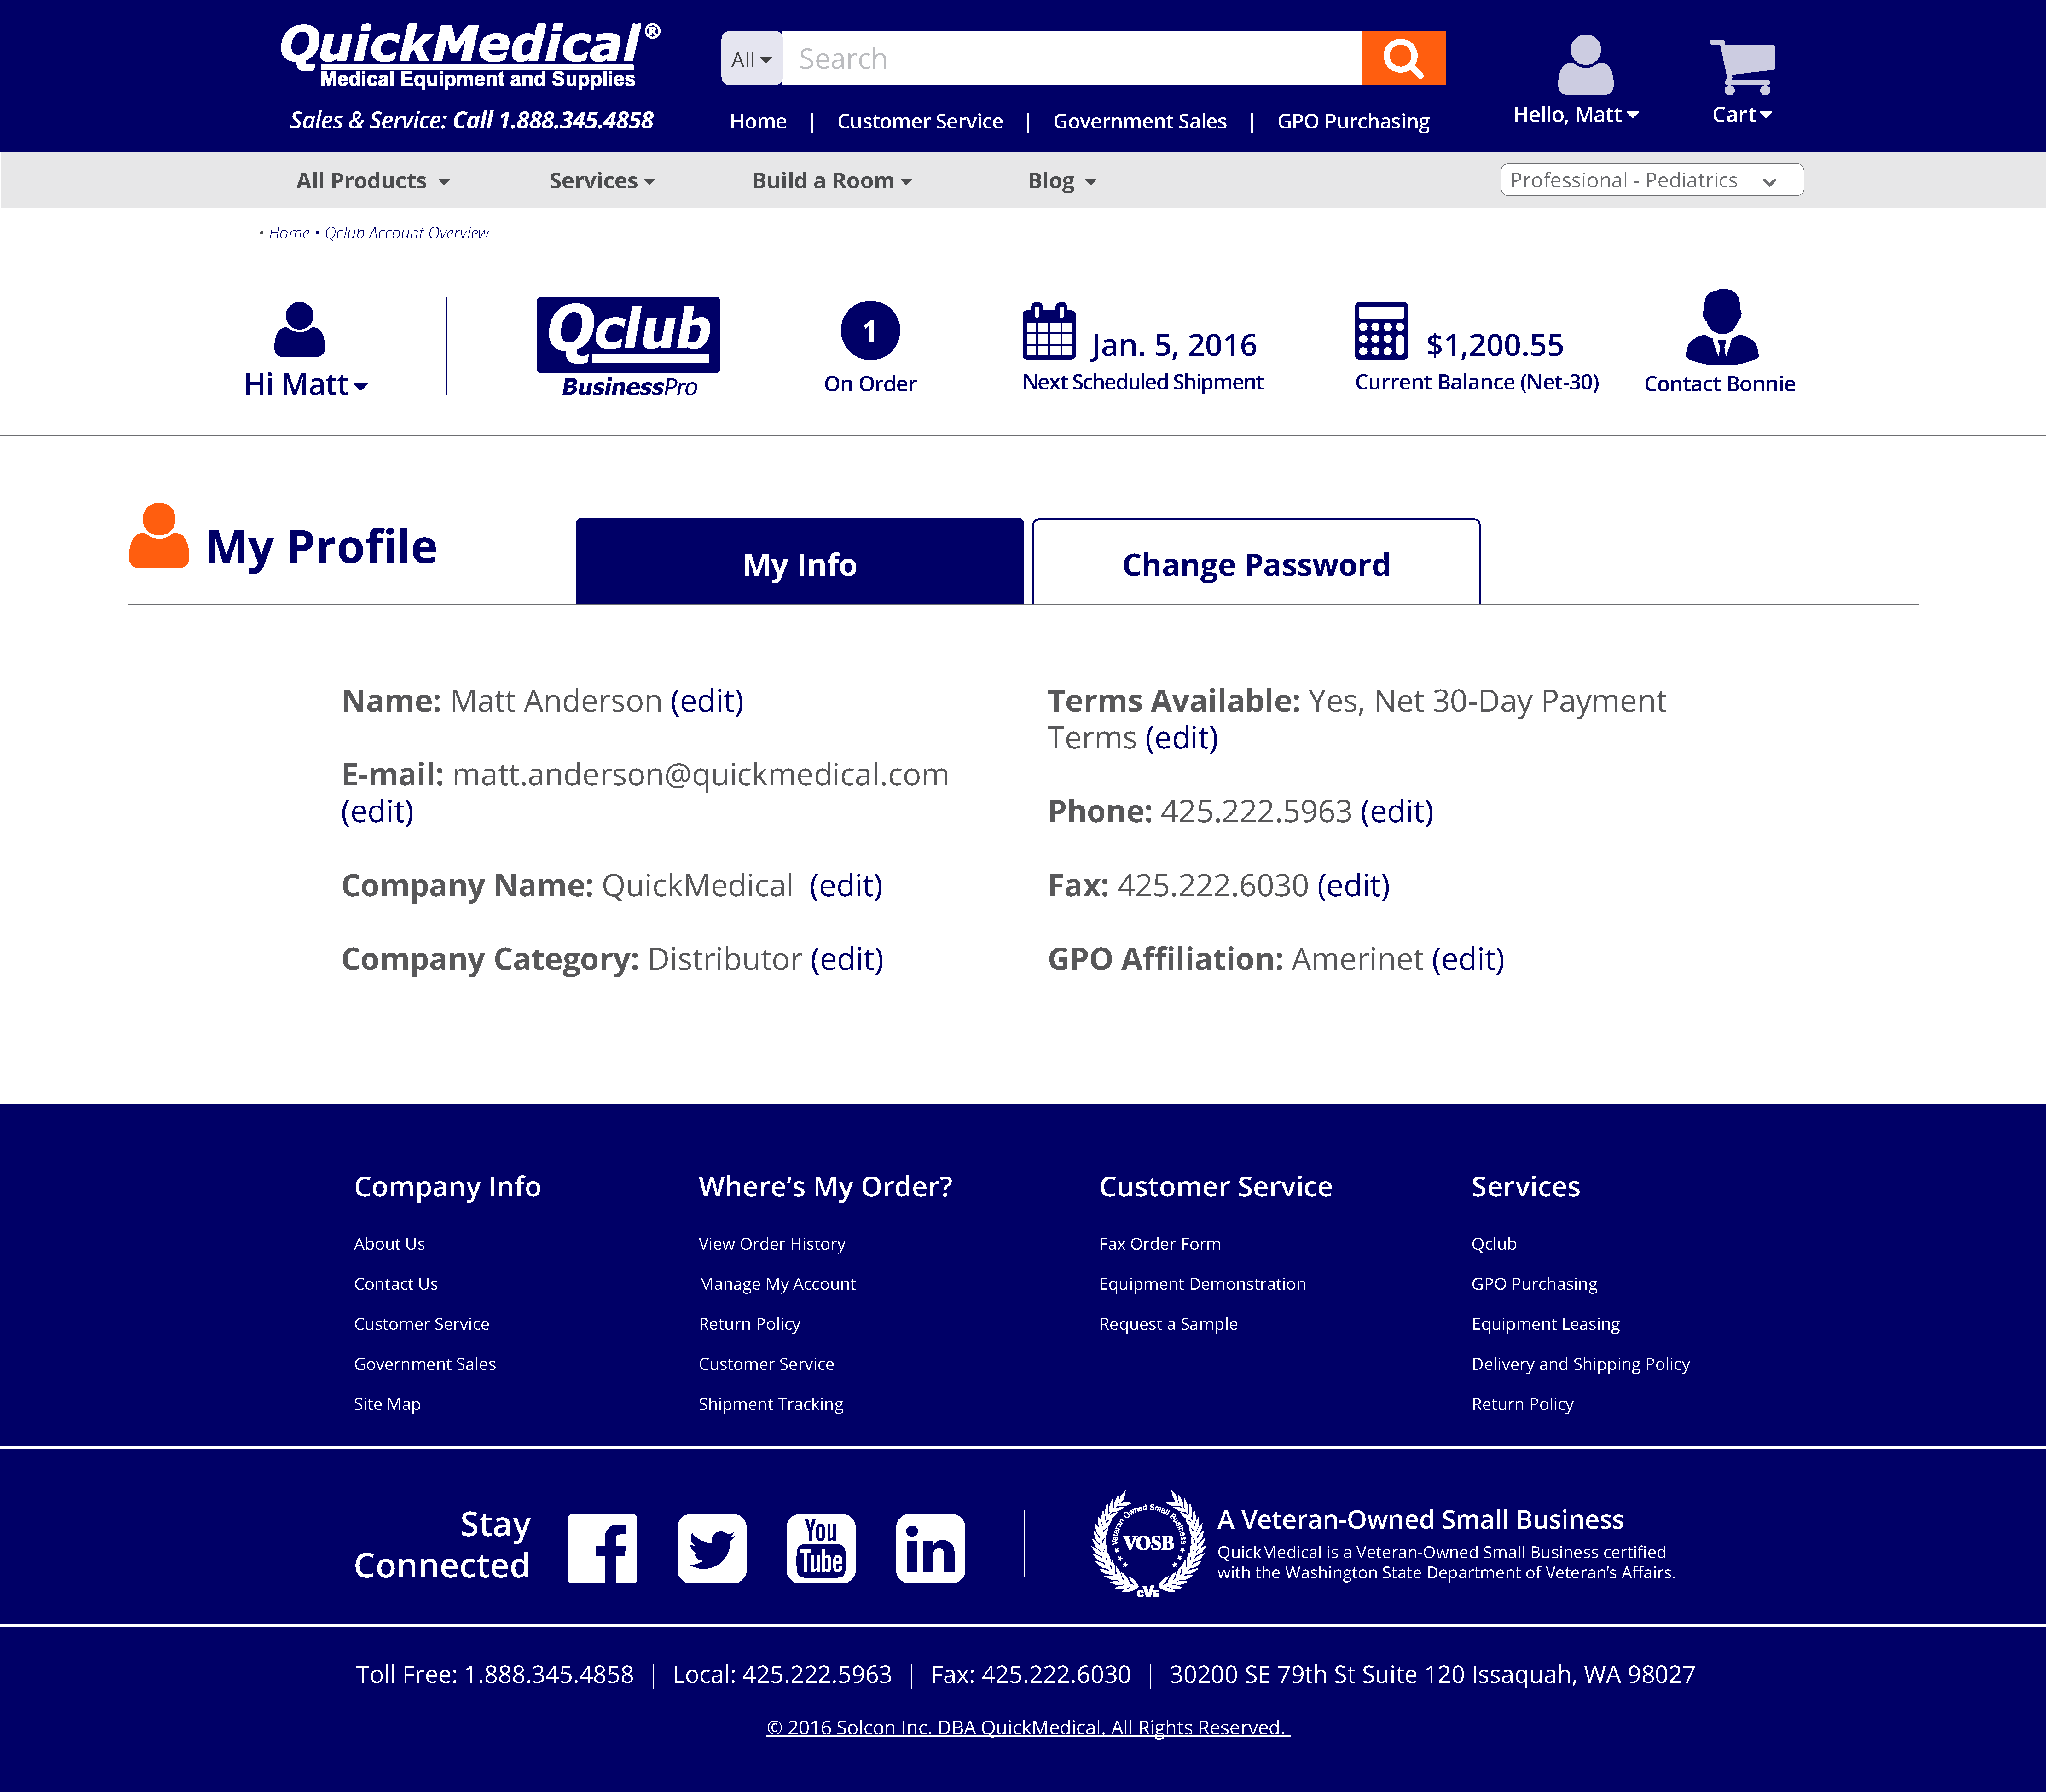 QuickMedical®
Medical Equipment and Supplies
Sales & Service: Call 1.888.345.4858
All
Search
Home | Customer Service | Government Sales | GPO Purchasing
Hello, Matt
Cart
All Products
Services
Build a Room
Blog
Professional - Pediatrics
• Home • Qclub Account Overview
Hi Matt
Qclub
BusinessPro
1
On Order
Jan. 5, 2016
Next Scheduled Shipment
$1,200.55
Current Balance (Net-30)
Contact Bonnie
My Profile
My Info
Change Password
Name: Matt Anderson (edit)
E-mail: matt.anderson@quickmedical.com
(edit)
Company Name: QuickMedical (edit)
Company Category: Distributor (edit)
Terms Available: Yes, Net 30-Day Payment
Terms (edit)
Phone: 425.222.5963 (edit)
Fax: 425.222.6030 (edit)
GPO Affiliation: Amerinet (edit)
Company Info
About Us
Contact Us
Customer Service
Government Sales
Site Map
Where's My Order?
View Order History
Manage My Account
Return Policy
Customer Service
Shipment Tracking
Customer Service
Fax Order Form
Equipment Demonstration
Request a Sample
Services
Qclub
GPO Purchasing
Equipment Leasing
Delivery and Shipping Policy
Return Policy
Stay
Connected
f
You
Tube
in
Veteran Owned Small Business
VOSB
CVE
A Veteran-Owned Small Business
QuickMedical is a Veteran-Owned Small Business certified
with the Washington State Department of Veteran's Affairs.
Toll Free: 1.888.345.4858 | Local: 425.222.5963 | Fax: 425.222.6030 | 30200 SE 79th St Suite 120 Issaquah, WA 98027
© 2016 Solcon Inc. DBA QuickMedical. All Rights Reserved.